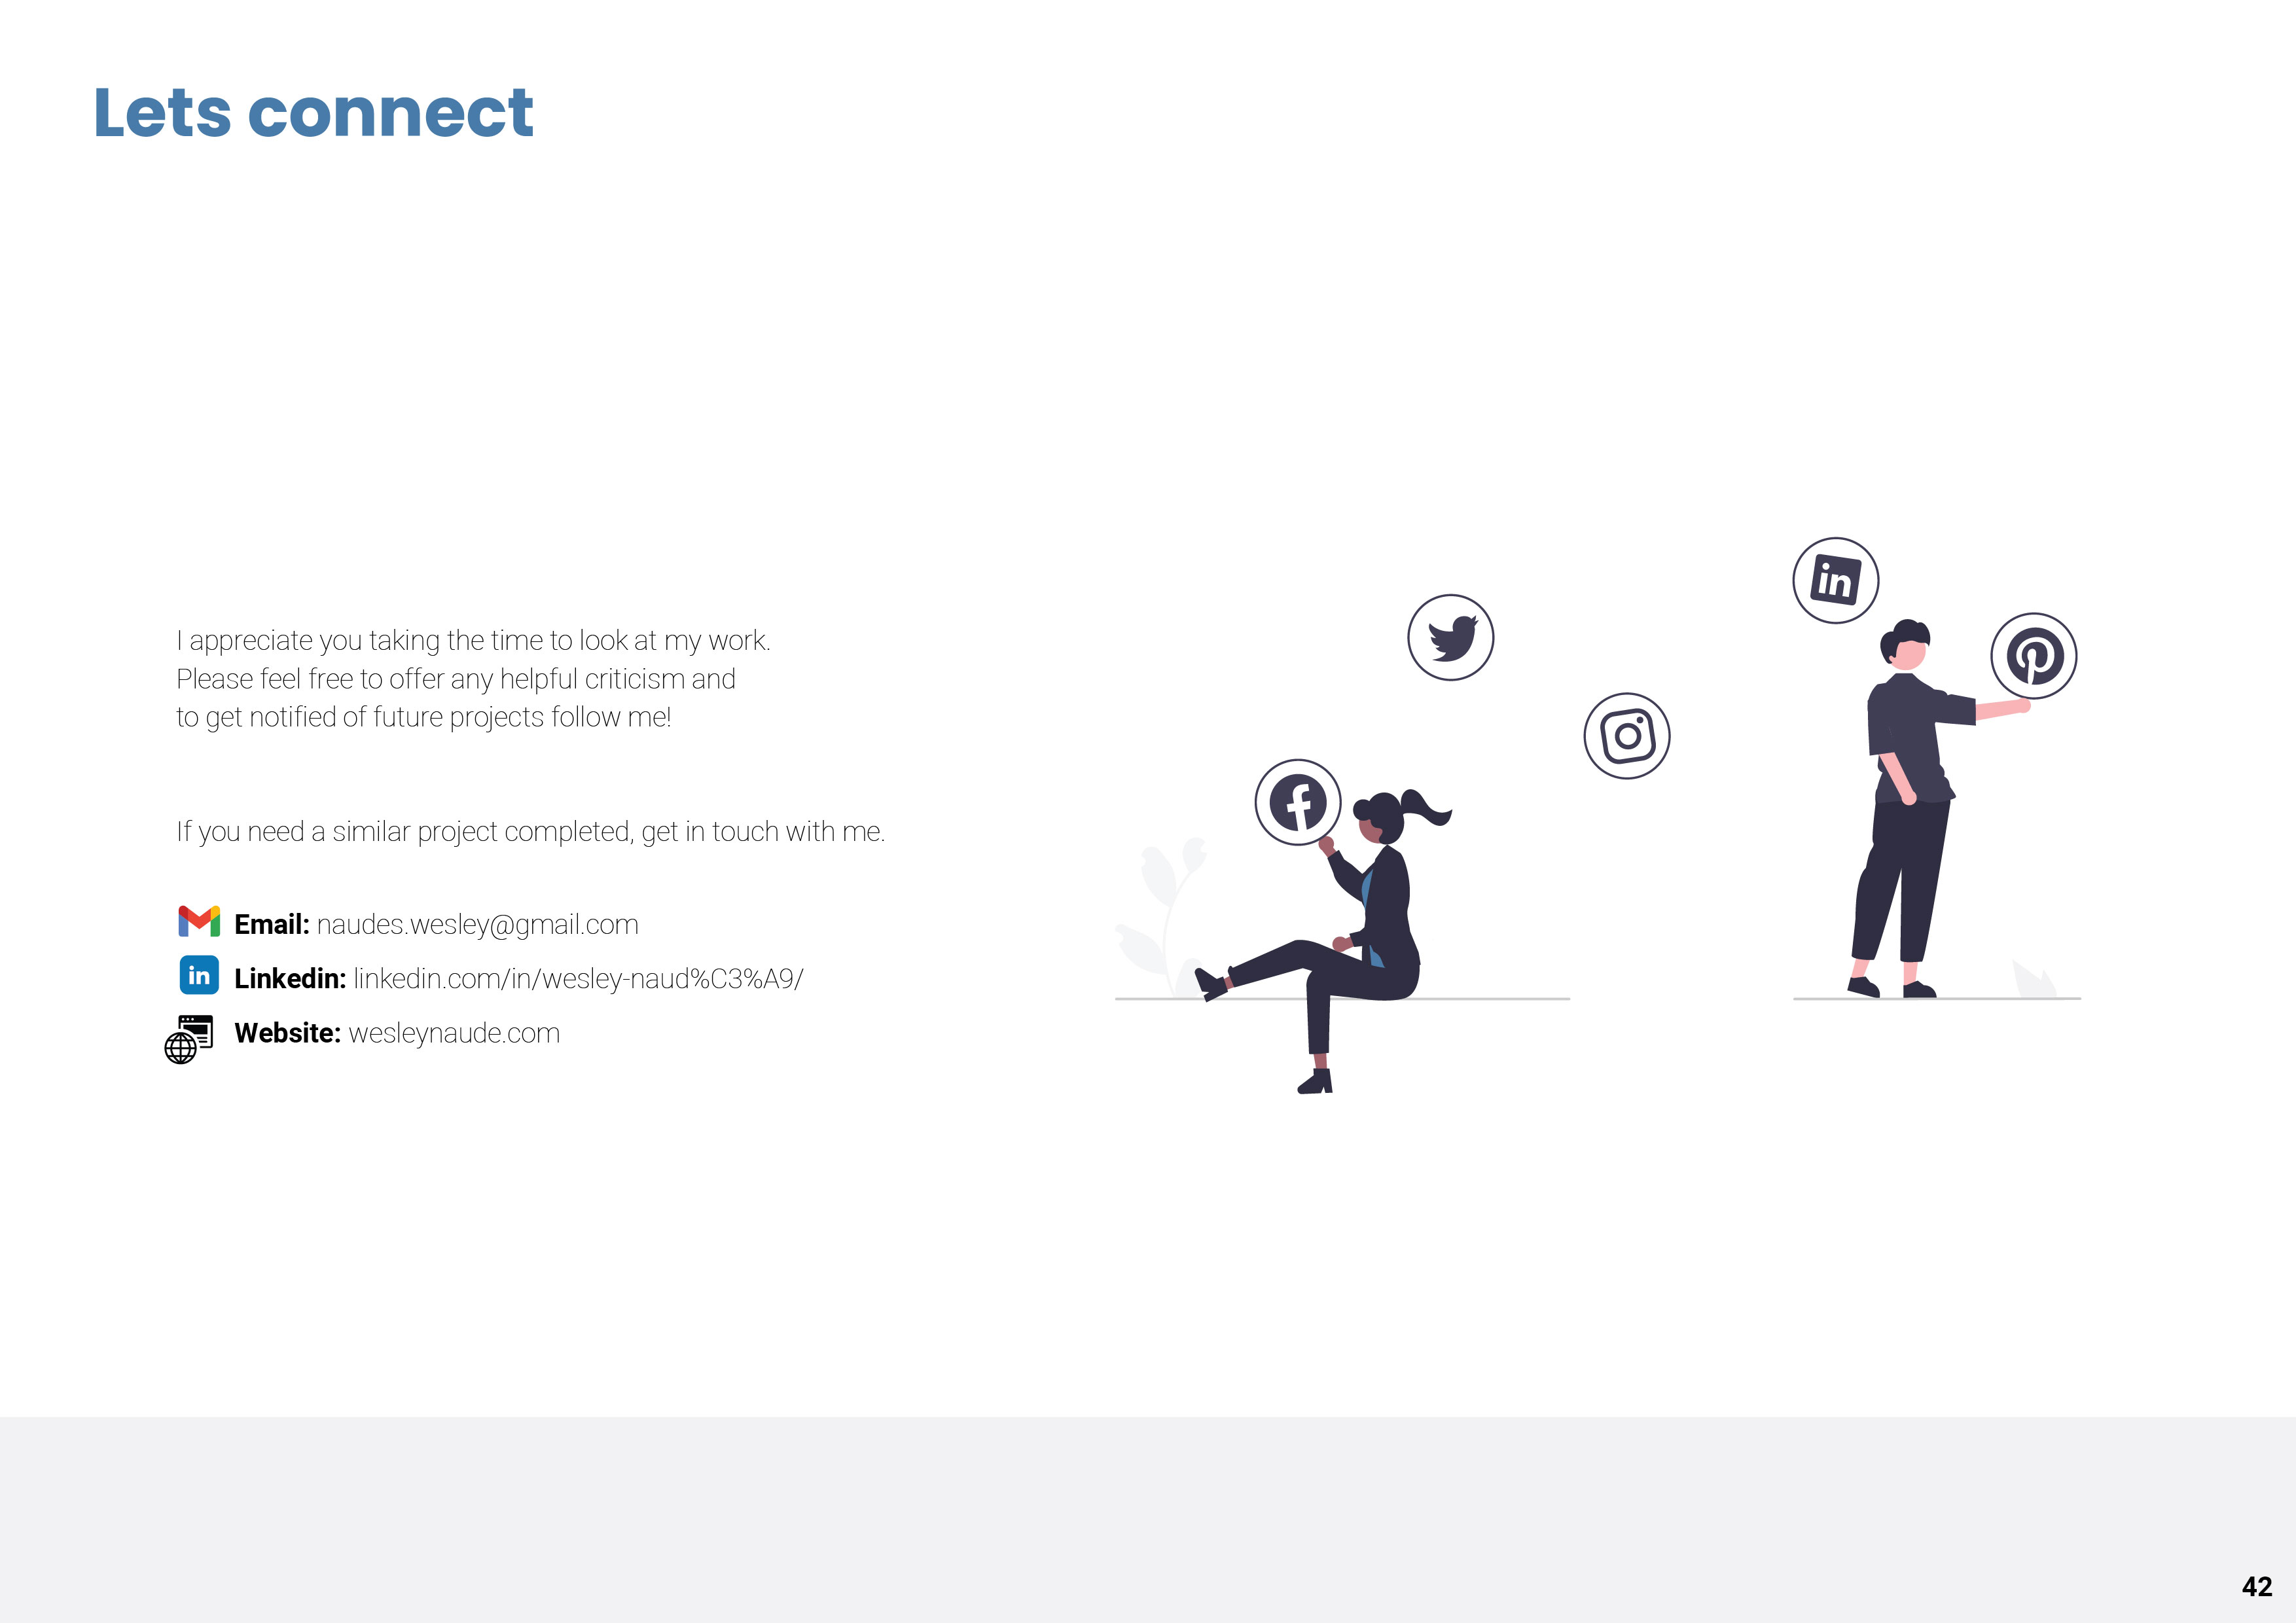 Lets connect
I appreciate you taking the time to look at my work.
Please feel free to offer any helpful criticism and
to get notified of future projects follow me!
If you need a similar project completed, get in touch with me.
Email: naudes.wesley@gmail.com
in
Linkedin: linkedin.com/in/wesley-naud%C3%A9/
Website: wesleynaude.com
in
f
42